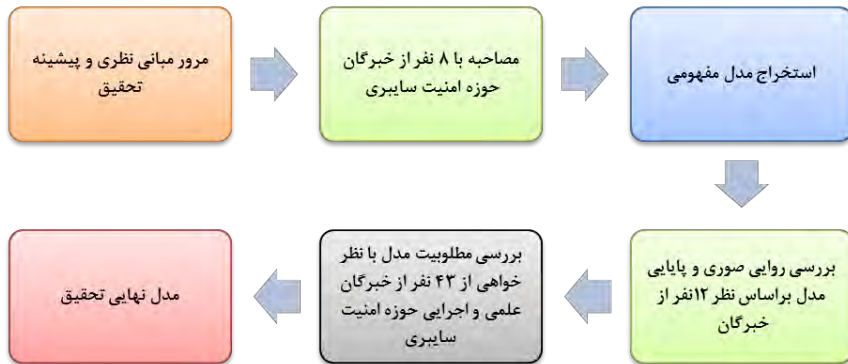 مرور مبانی نظری و پیشینه
تحقیق
مصاحبه با ۸ نفر از خبرگان
حوزه امنیت سایبری
استخراج مدل مفهومی
بررسی روایی صوری و پایایی
مدل براساس نظر ۱۲نفر از
خبرگان
بررسی مطلوبیت مدل با نظر
خواهی از ۴۳ نفر از خبرگان
علمی و اجرایی حوزه امنیت
سایبری
مدل نهایی تحقیق